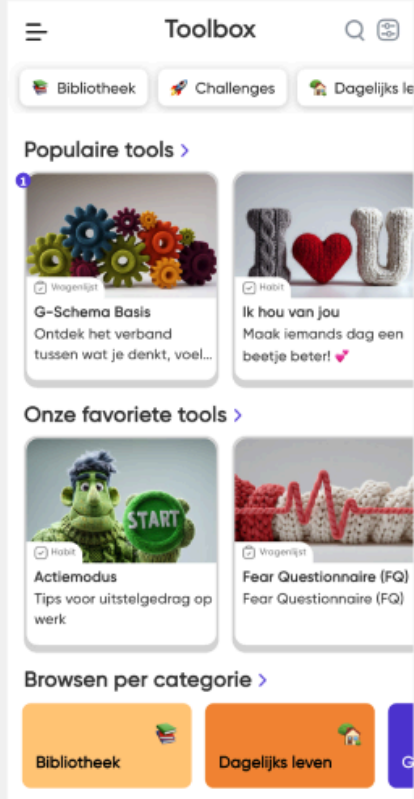 Toolbox
Bibliotheek
Challenges
Dagelijks le
Populaire tools
1
Vragenlijst
G-Schema Basis
Ontdek het verband
tussen wat je denkt, voel...
I U
Habit
Ik hou van jou
Maak iemands dag een
beetje beter!
Onze favoriete tools
START
Habit
Actiemodus
Tips voor uitstelgedrag op
werk
Vragenlijst
Fear Questionnaire (FQ)
Fear Questionnaire (FQ)
Browsen per categorie
Bibliotheek
Dagelijks leven
G